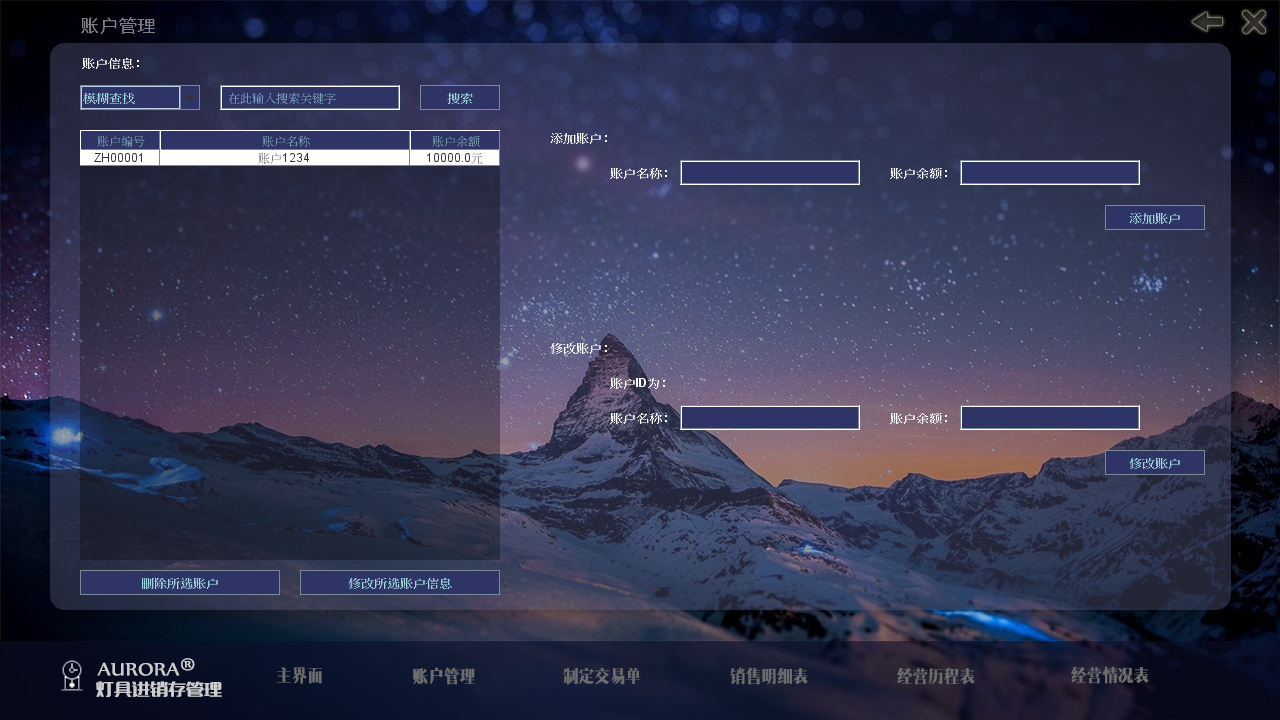 账户管理
账户信息：
模糊查找 在此输入搜索关键字 搜索
账户编号 账户名称 账户余额
ZH00001 账户1234 10000.0元
添加账户：
账户名称： 账户余额：
添加账户
修改账户：
账户ID为：
账户名称： 账户余额：
修改账户
删除所选账户 修改所选账户信息
AURORA®
灯具进销存管理
主界面 账户管理 制定交易单 销售明细表 经营历程表 经营情况表